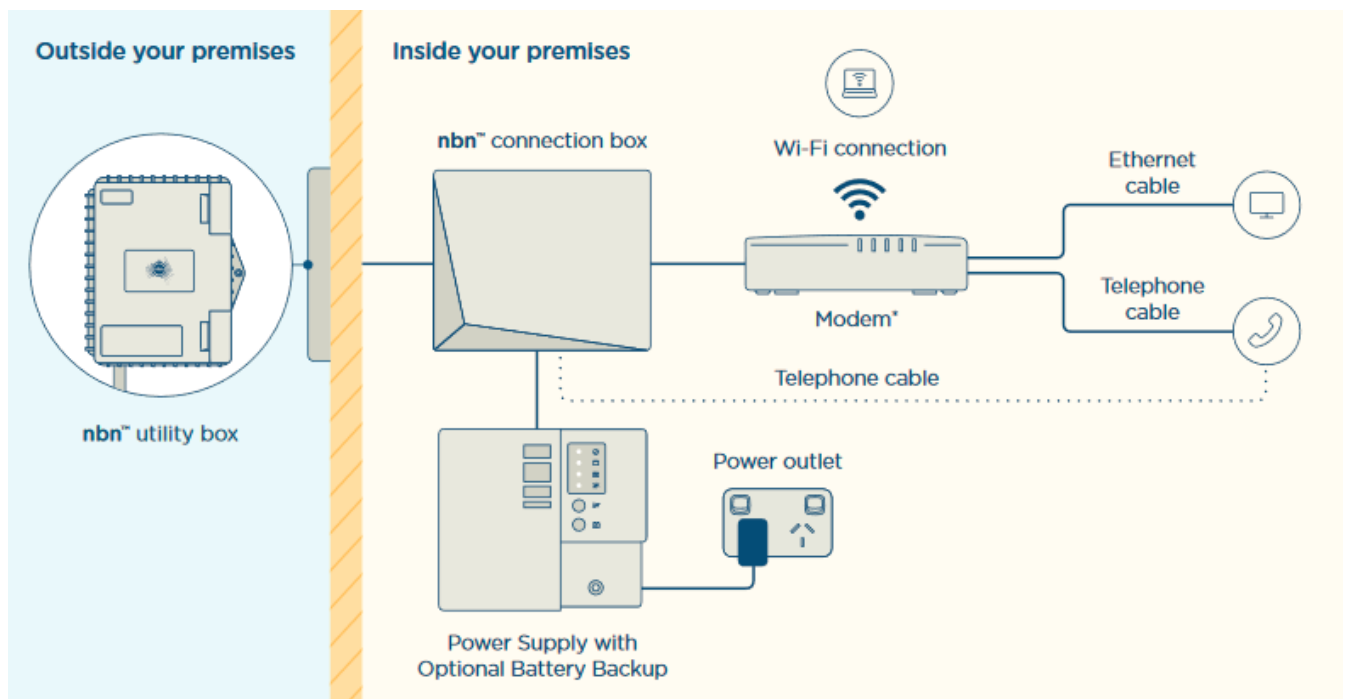 Outside your premises
Inside your premises
nbn™ connection box
Wi-Fi connection
Ethernet
cable
Telephone
cable
Modem*
Telephone cable
nbn™ utility box
Power outlet
Power Supply with
Optional Battery Backup